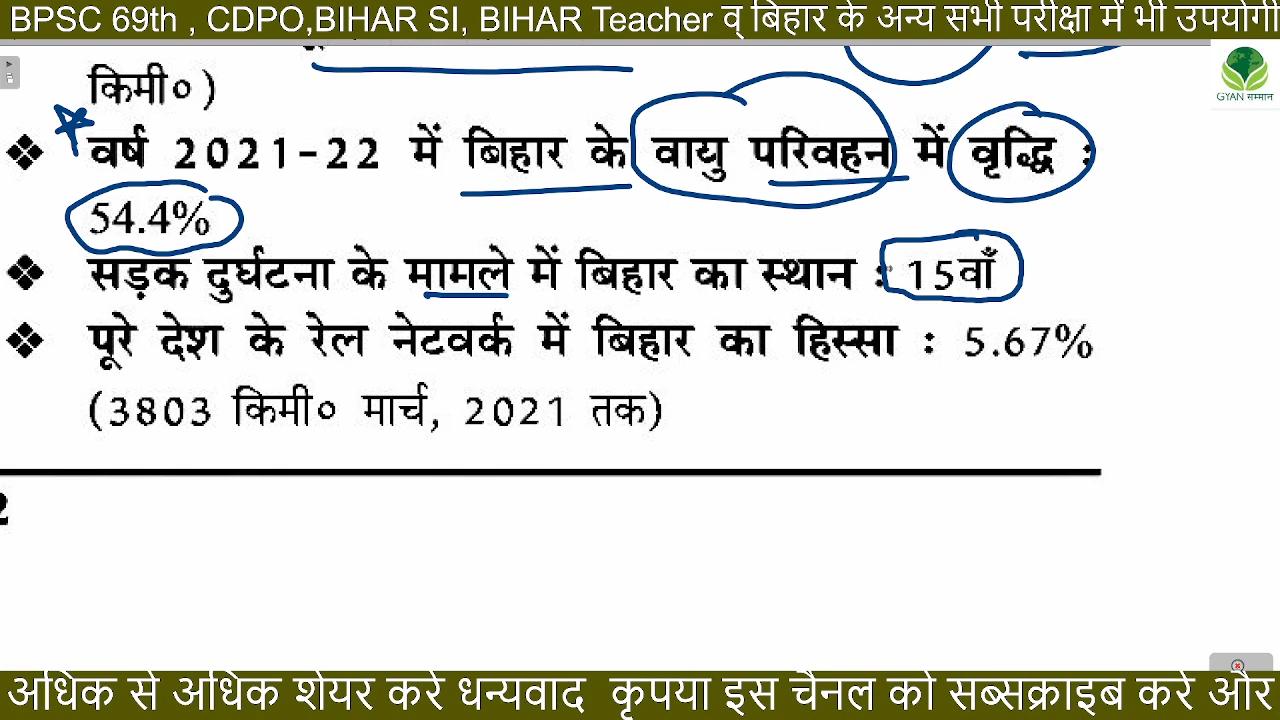 BPSC 69th , CDPO,BIHAR SI, BIHAR Teacher व् बिहार के अन्य सभी परीक्षा में भी उपयोगी
GYAN सम्मान
किमी० )
❖ वर्ष 2021-22 में बिहार के वायु परिवहन में वृद्धि :
54.4%
❖ सड़क दुर्घटना के मामले में बिहार का स्थान : 15वाँ
❖ पूरे देश के रेल नेटवर्क में बिहार का हिस्सा : 5.67%
(3803 किमी० मार्च, 2021 तक)
2
अधिक से अधिक शेयर करे धन्यवाद कृपया इस चैनल को सब्सक्राइब करे और